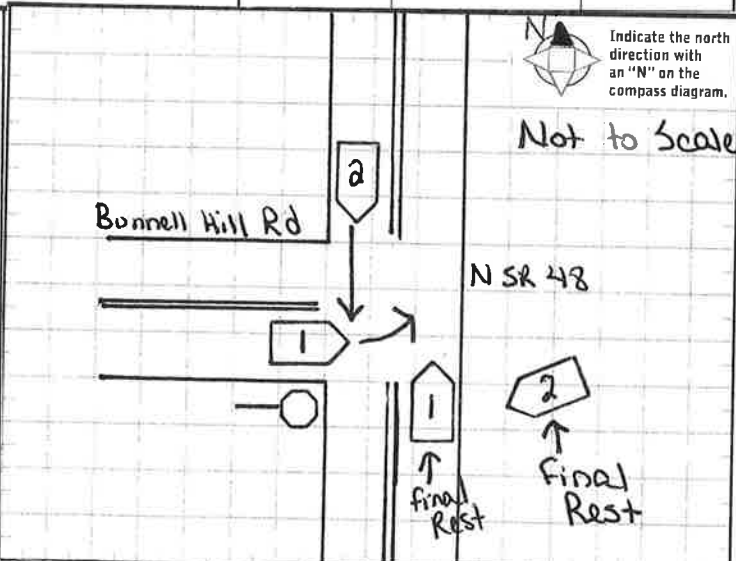 N
Indicate the north
direction with
an "N" on the
compass diagram.
Not to Scale
2
Bonnell Hill Rd
N SR 48
1
1
2
final
Rest
Final
Rest